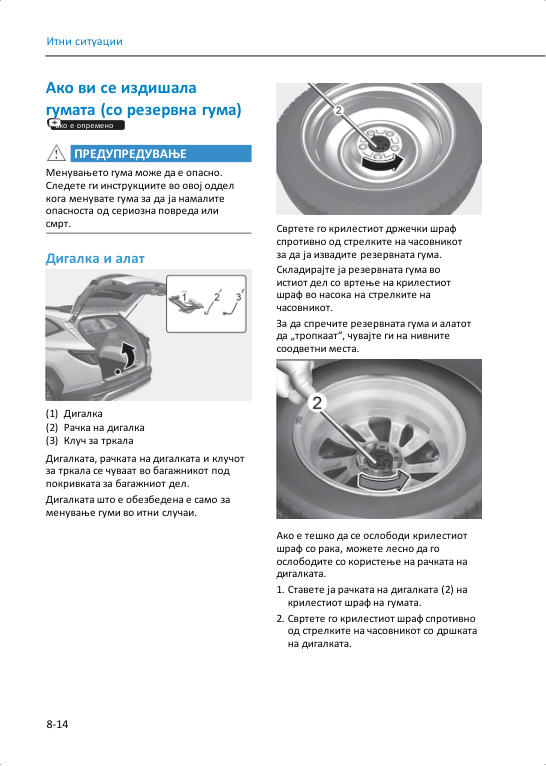 Итни ситуации
Ако ви се издишала
гумата (со резервна гума)
ако е опремено
ПРЕДУПРЕДУВАЊЕ
Менувањето гума може да е опасно.
Следете ги инструкциите во овој оддел
кога менувате гума за да ја намалите
опасноста од сериозна повреда или
смрт.
Дигалка и алат
1 2 3
(1) Дигалка
(2) Рачка на дигалка
(3) Клуч за тркала
Дигалката, рачката на дигалката и клучот
за тркала се чуваат во багажникот под
покривката за багажниот дел.
Дигалката што е обезбедена е само за
менување гуми во итни случаи.
2
Свртете го крилестиот држечки шраф
спротивно од стрелките на часовникот
за да ја извадите резервната гума.
Складирајте ја резервната гума во
истиот дел со вртење на крилестиот
шраф во насока на стрелките на
часовникот.
За да спречите резервната гума и алатот
да „тропкаат“, чувајте ги на нивните
соодветни места.
2
Ако е тешко да се ослободи крилестиот
шраф со рака, можете лесно да го
ослободите со користење на рачката на
дигалката.
1. Ставете ја рачката на дигалката (2) на
крилестиот шраф на гумата.
2. Свртете го крилестиот шраф спротивно
од стрелките на часовникот со дршката
на дигалката.
8-14